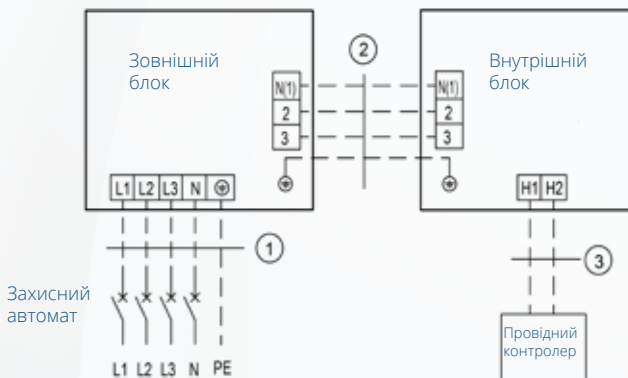 Зовнішній
блок
2
Внутрішній
блок
N(1)
2
3
N(1)
2
3
L1 L2 L3 N
H1 H2
1
3
Захисний
автомат
Провідний
контролер
L1 L2 L3 N PE